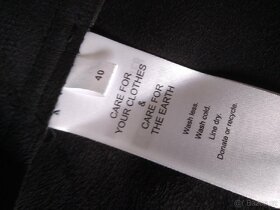 40
CARE FOR
YOUR CLOTHES
&
CARE FOR
THE EARTH
Wash less.
Wash cold.
Line dry.
Donate or recycle.